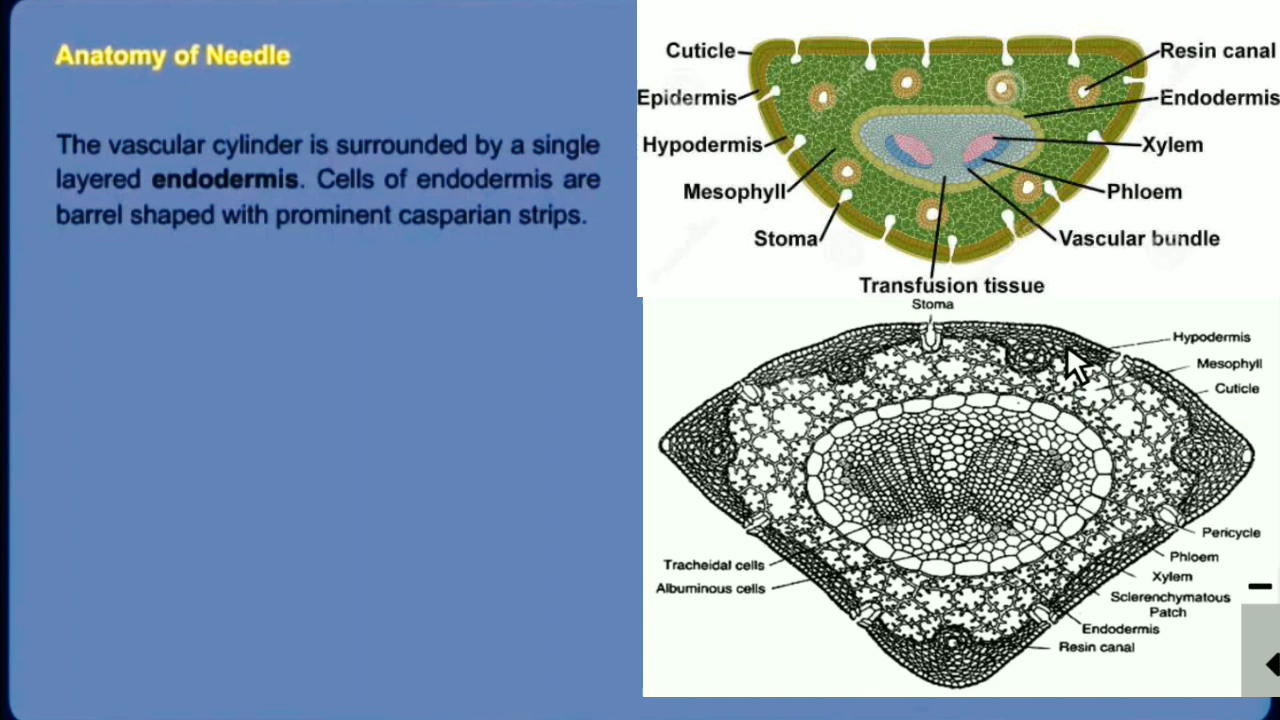 Anatomy of Needle
The vascular cylinder is surrounded by a single
layered endodermis. Cells of endodermis are
barrel shaped with prominent casparian strips.
Cuticle
Epidermis
Hypodermis
Mesophyll
Stoma
Resin canal
Endodermis
Xylem
Phloem
Vascular bundle
Transfusion tissue
Stoma
Hypodermis
Mesophyll
Cuticle
Tracheidal cells
Albuminous cells
Pericycle
Phloem
Xylem
Sclerenchymatous
Patch
Endodermis
Resin canal